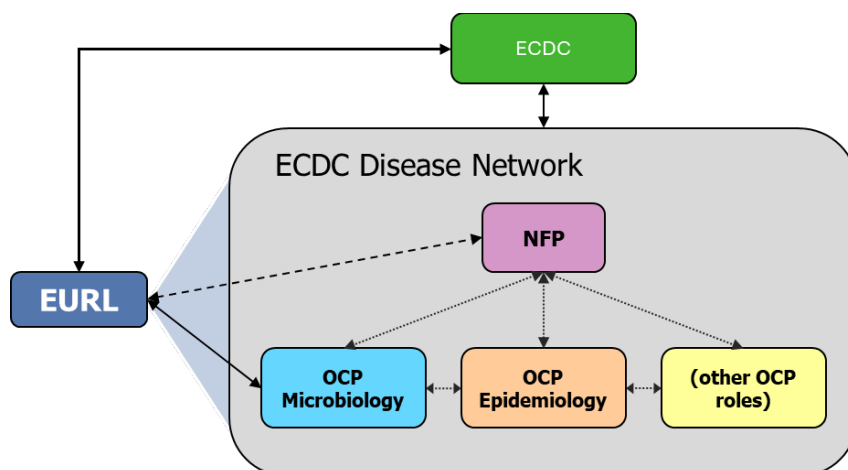 ECDC
ECDC Disease Network
NFP
EURL
OCP
Microbiology
OCP
Epidemiology
(other OCP
roles)